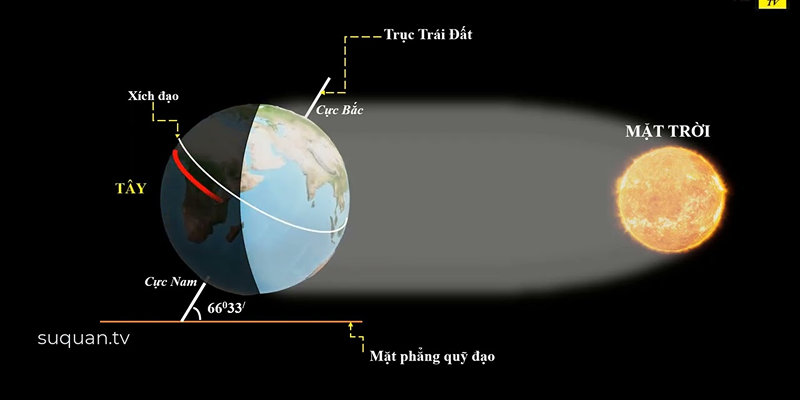 TV
Trục Trái Đất
Xích đạo
Cực Bắc
MẶT TRỜI
TÂY
Cực Nam
66⁰33/
suquan.tv
Mặt phẳng quỹ đạo